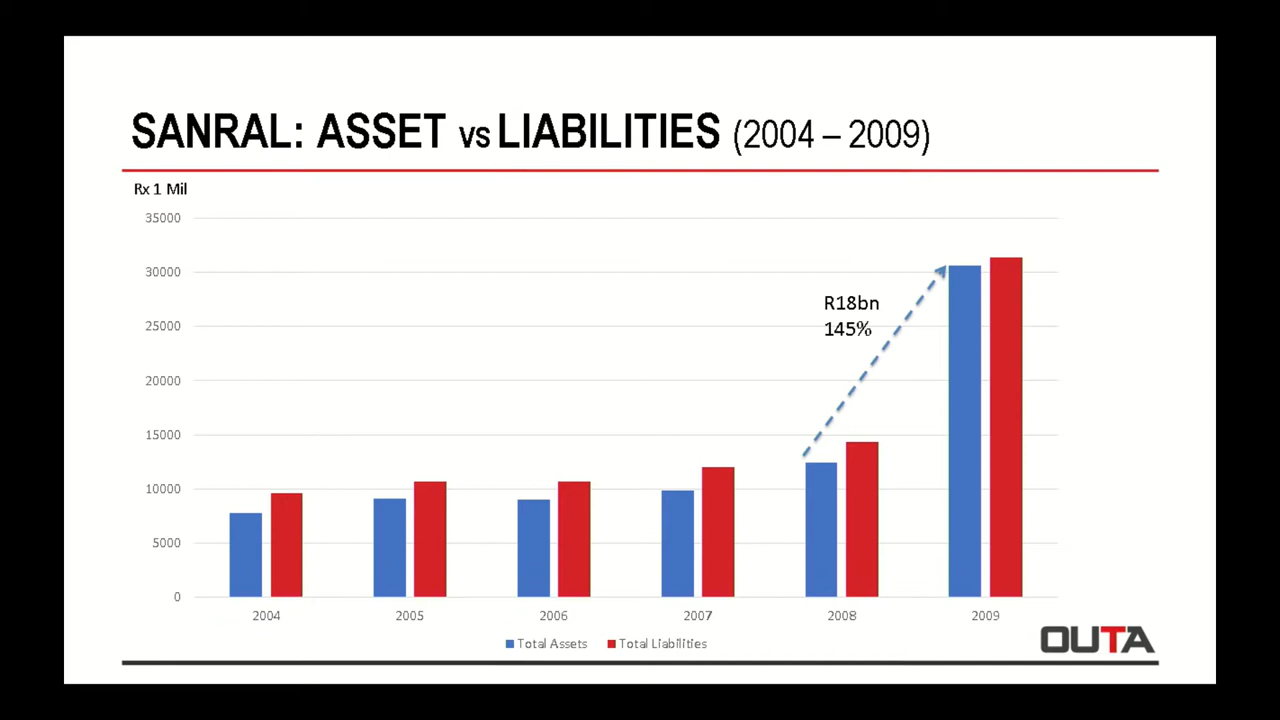 SANRAL: ASSET vs LIABILITIES (2004 – 2009)
Rx 1 Mil
35000
30000
25000
20000
15000
10000
5000
0
R18bn
145%
2004 2005 2006 2007 2008 2009
Total Assets Total Liabilities
OUTA